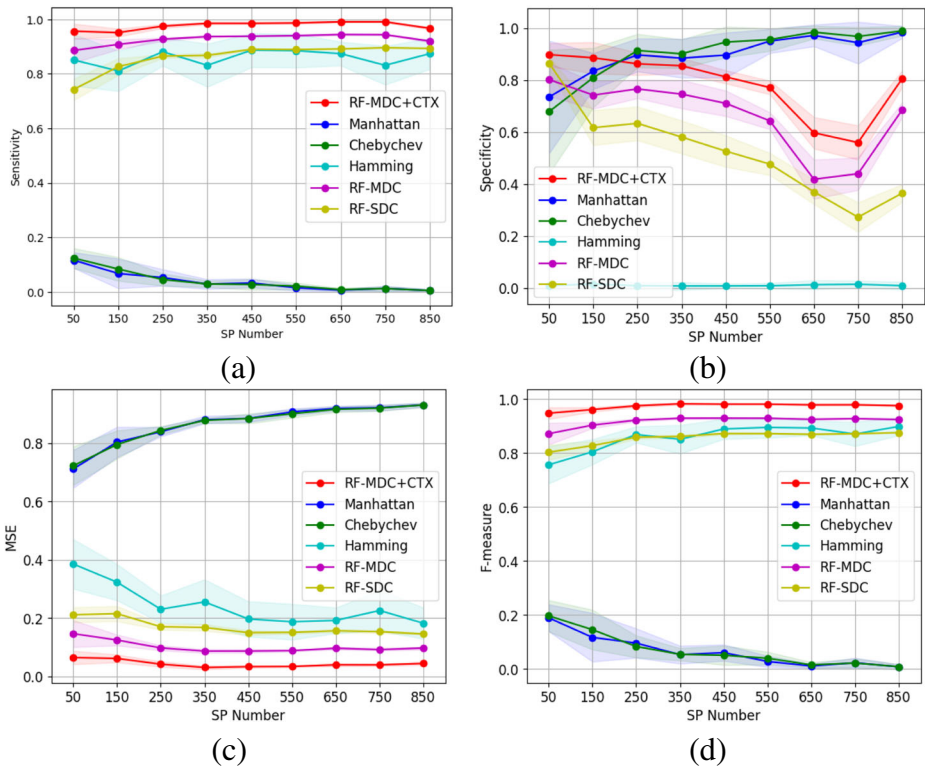 1.0
0.8
0.6
0.4
0.2
0.0
Sensitivity
RF-MDC+CTX
Manhattan
Chebychev
Hamming
RF-MDC
RF-SDC
50 150 250 350 450 550 650 750 850
SP Number
(a)
1.0
0.8
0.6
0.4
0.2
0.0
Specificity
RF-MDC+CTX
Manhattan
Chebychev
Hamming
RF-MDC
RF-SDC
50 150 250 350 450 550 650 750 850
SP Number
(b)
0.8
0.6
0.4
0.2
0.0
MSE
RF-MDC+CTX
Manhattan
Chebychev
Hamming
RF-MDC
RF-SDC
50 150 250 350 450 550 650 750 850
SP Number
(c)
1.0
0.8
0.6
0.4
0.2
0.0
F-measure
RF-MDC+CTX
Manhattan
Chebychev
Hamming
RF-MDC
RF-SDC
50 150 250 350 450 550 650 750 850
SP Number
(d)